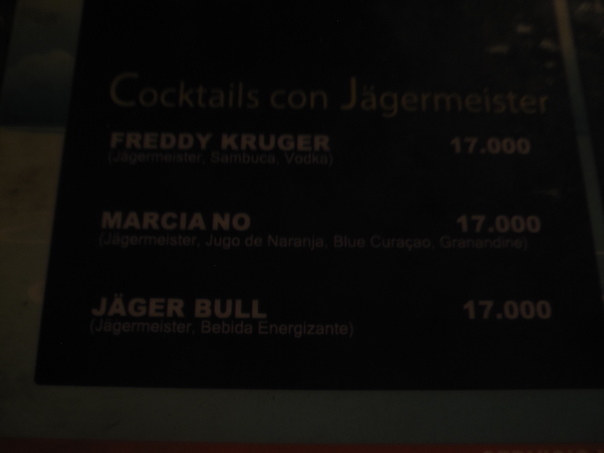 Cocktails con Jägermeister
FREDDY KRUGER 17.000
(Jägermeister, Sambuca, Vodka)
MARCIA NO 17.000
(Jägermeister, Jugo de Naranja, Blue Curaçao, Granandine)
JÄGER BULL 17.000
(Jägermeister, Bebida Energizante)